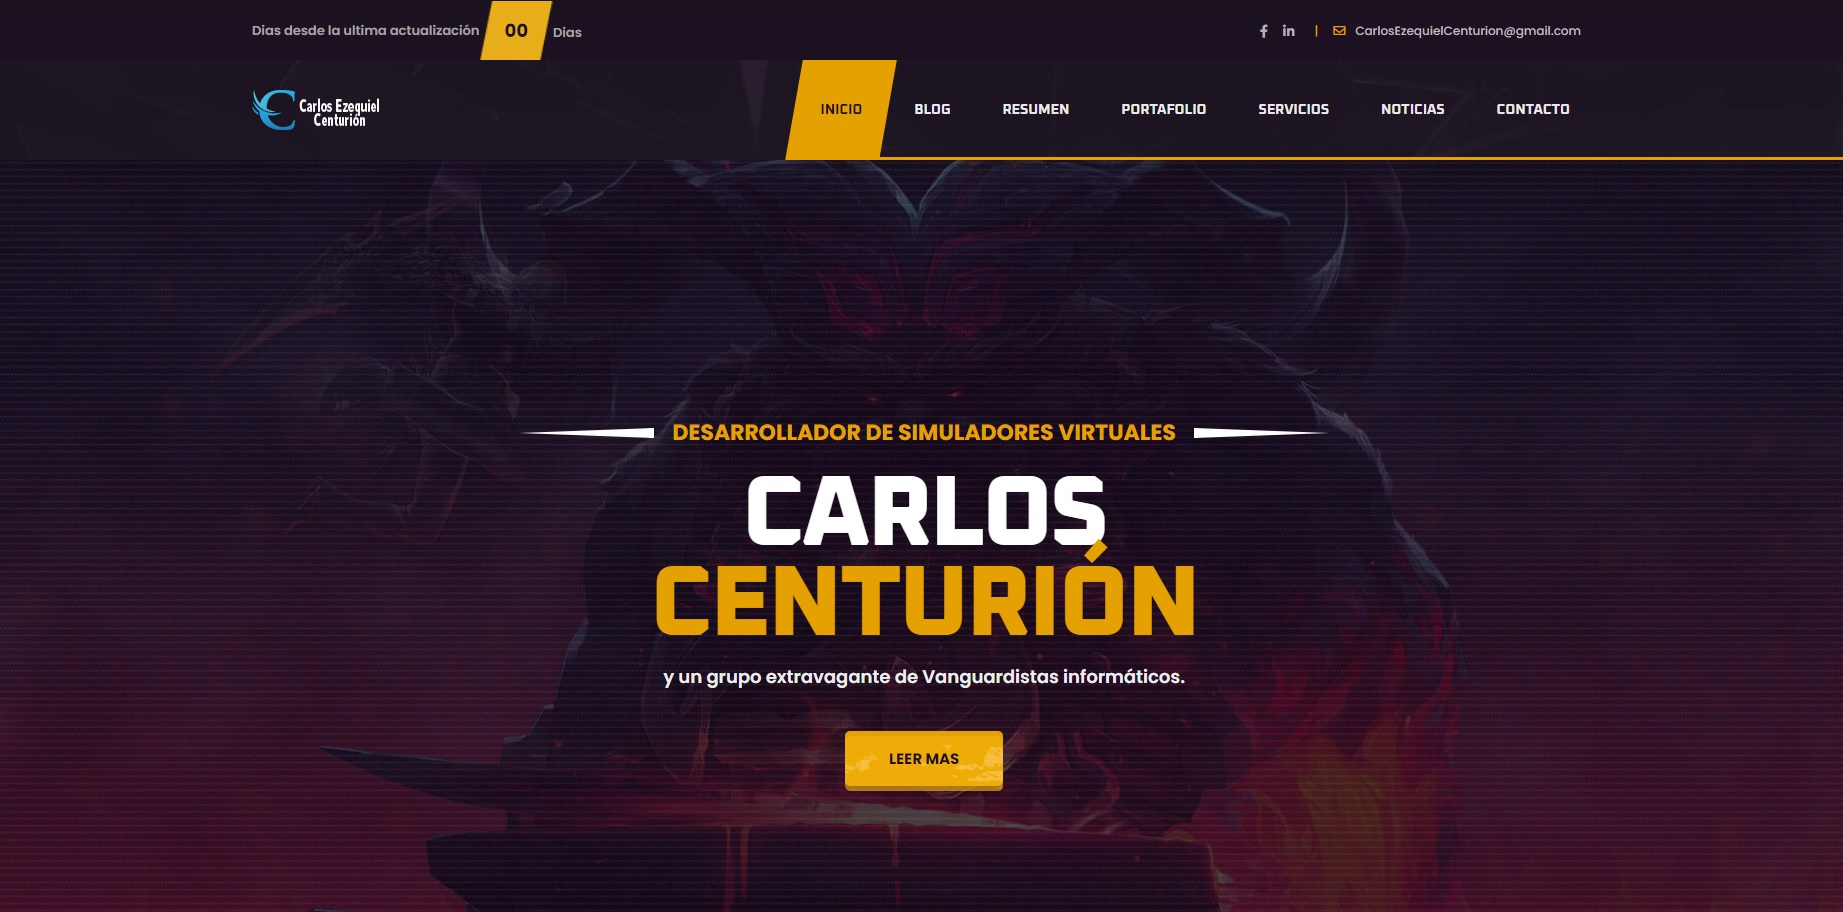 Dias desde la ultima actualización 00 Dias
CarlosEzequielCenturion@gmail.com
Carlos Ezequiel
Centurión
INICIO BLOG RESUMEN PORTAFOLIO SERVICIOS NOTICIAS CONTACTO
DESARROLLADOR DE SIMULADORES VIRTUALES
CARLOS
CENTURIÓN
y un grupo extravagante de Vanguardistas informáticos.
LEER MAS